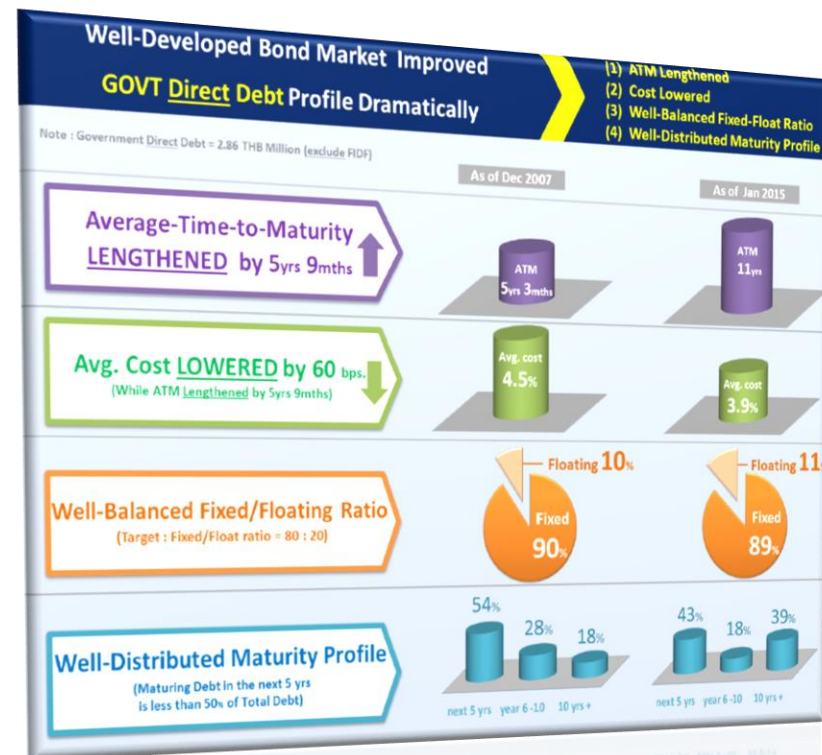 Well-Developed Bond Market Improved
GOVT Direct Debt Profile Dramatically
(1) ATM Lengthened
(2) Cost Lowered
(3) Well-Balanced Fixed-Float Ratio
(4) Well-Distributed Maturity Profile
Note : Government Direct Debt = 2.86 THB Million (exclude FIDF)
As of Dec 2007
As of Jan 2015
Average-Time-to-Maturity
LENGTHENED by 5yrs 9mths
ATM
5yrs 3mths
ATM
11yrs
Avg. Cost LOWERED by 60 bps.
(While ATM Lengthened by 5yrs 9mths)
Avg. cost
4.5%
Avg. cost
3.9%
Well-Balanced Fixed/Floating Ratio
(Target : Fixed/Float ratio = 80 : 20)
Floating 10%
Fixed
90%
Floating 11
Fixed
89%
Well-Distributed Maturity Profile
(Maturing Debt in the next 5 yrs
is less than 50% of Total Debt)
54%
28%
18%
next 5 yrs year 6 -10 10 yrs +
43%
18%
39%
next 5 yrs year 6 -10 10 yrs +